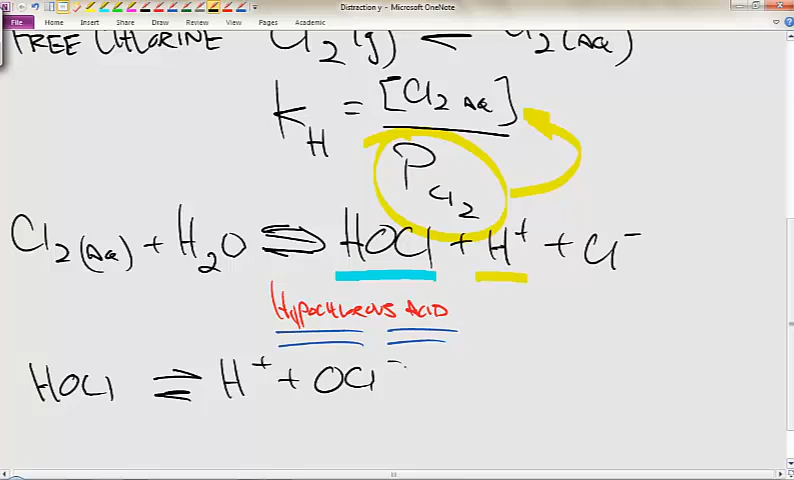 Distraction y - Microsoft OneNote
File Home Insert Share Draw History Review View Pages Academic
FREE CHLORINE Cl2(g) ← Cl2(AQ)
KH = [Cl2 AQ]
PCl2
Cl2(AQ) + H2O ⇌ HOCl + H+ + Cl−
HYPOCHLOROUS ACID
HOCl ⇌ H+ + OCl−